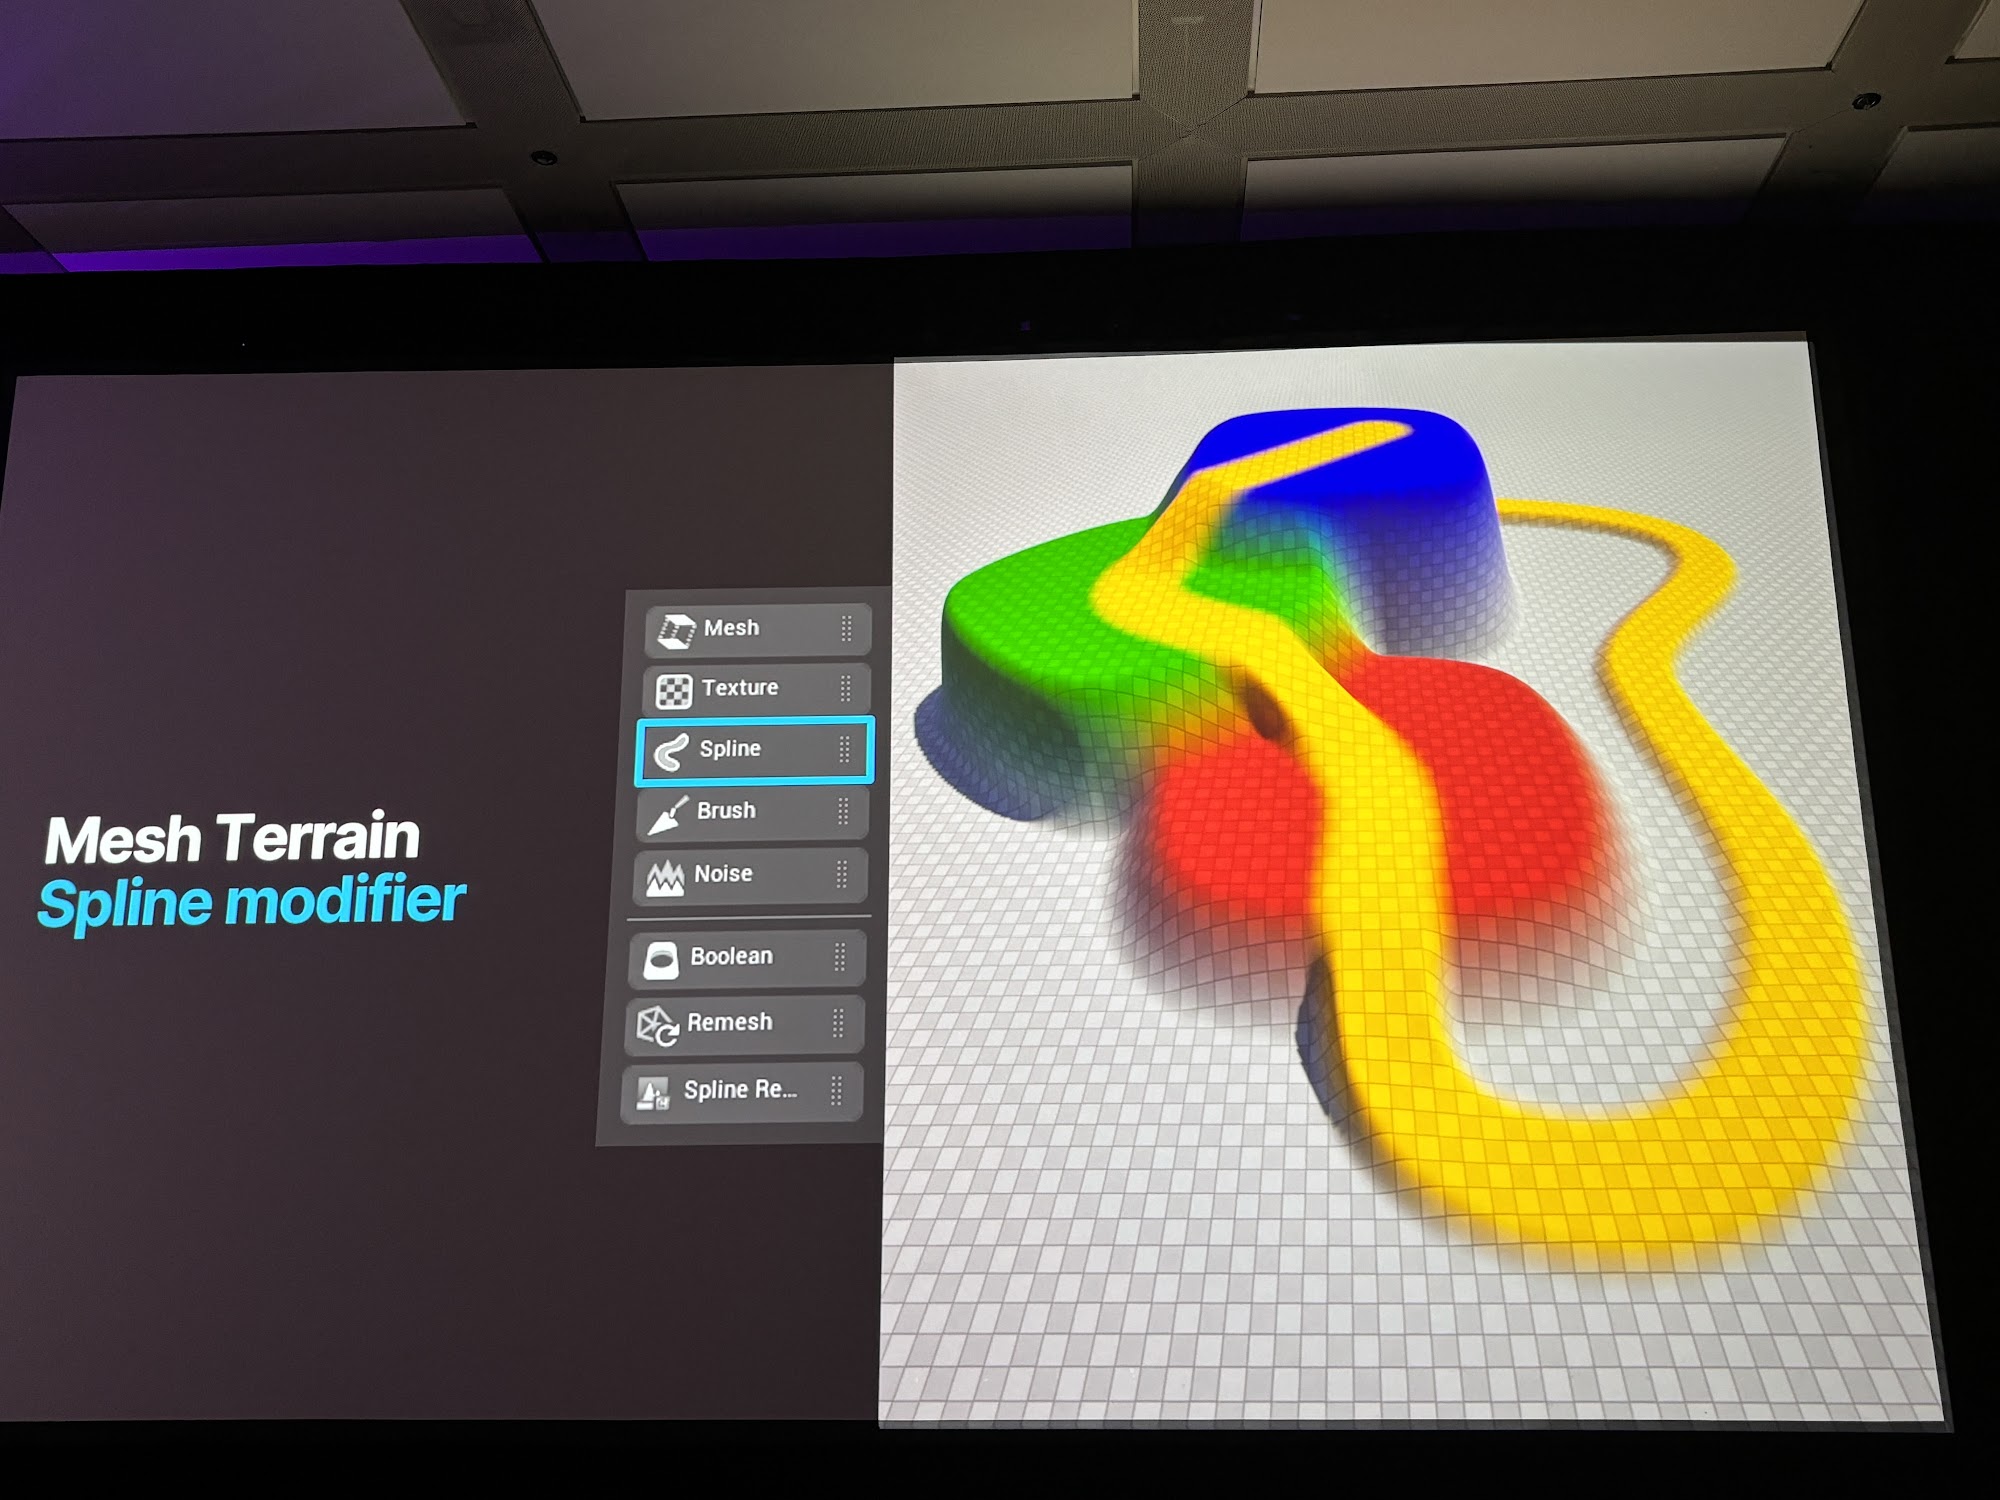 Mesh Terrain
Spline modifier
Mesh
Texture
Spline
Brush
Noise
Boolean
Remesh
Spline Re...